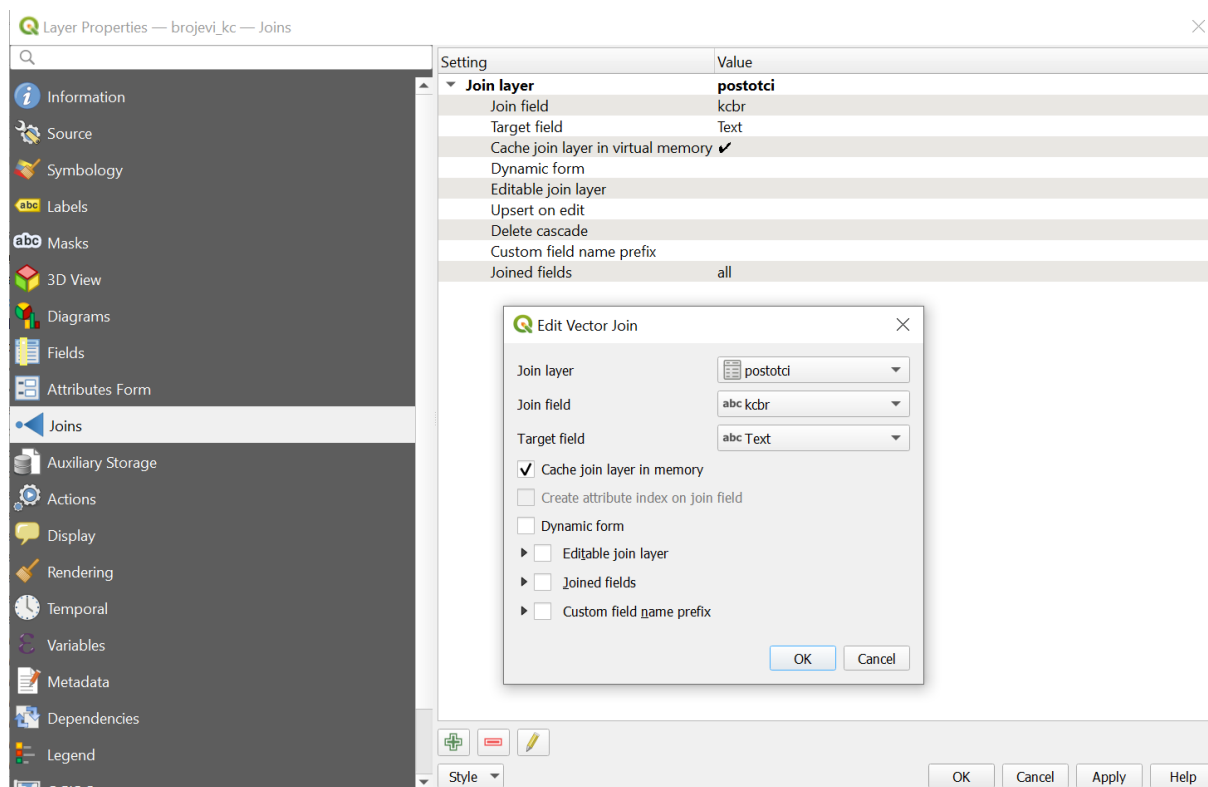 Layer Properties — brojevi_kc — Joins
Information
Source
Symbology
abc Labels
abc Masks
3D View
Diagrams
Fields
Attributes Form
Joins
Auxiliary Storage
Actions
Display
Rendering
Temporal
Variables
Metadata
Dependencies
Legend
Setting Value
Join layer postotci
Join field kcbr
Target field Text
Cache join layer in virtual memory ✔
Dynamic form
Editable join layer
Upsert on edit
Delete cascade
Custom field name prefix
Joined fields all
Edit Vector Join
Join layer postotci
Join field abc kcbr
Target field abc Text
Cache join layer in memory
Create attribute index on join field
Dynamic form
Editable join layer
Joined fields
Custom field name prefix
OK Cancel
Style OK Cancel Apply Help